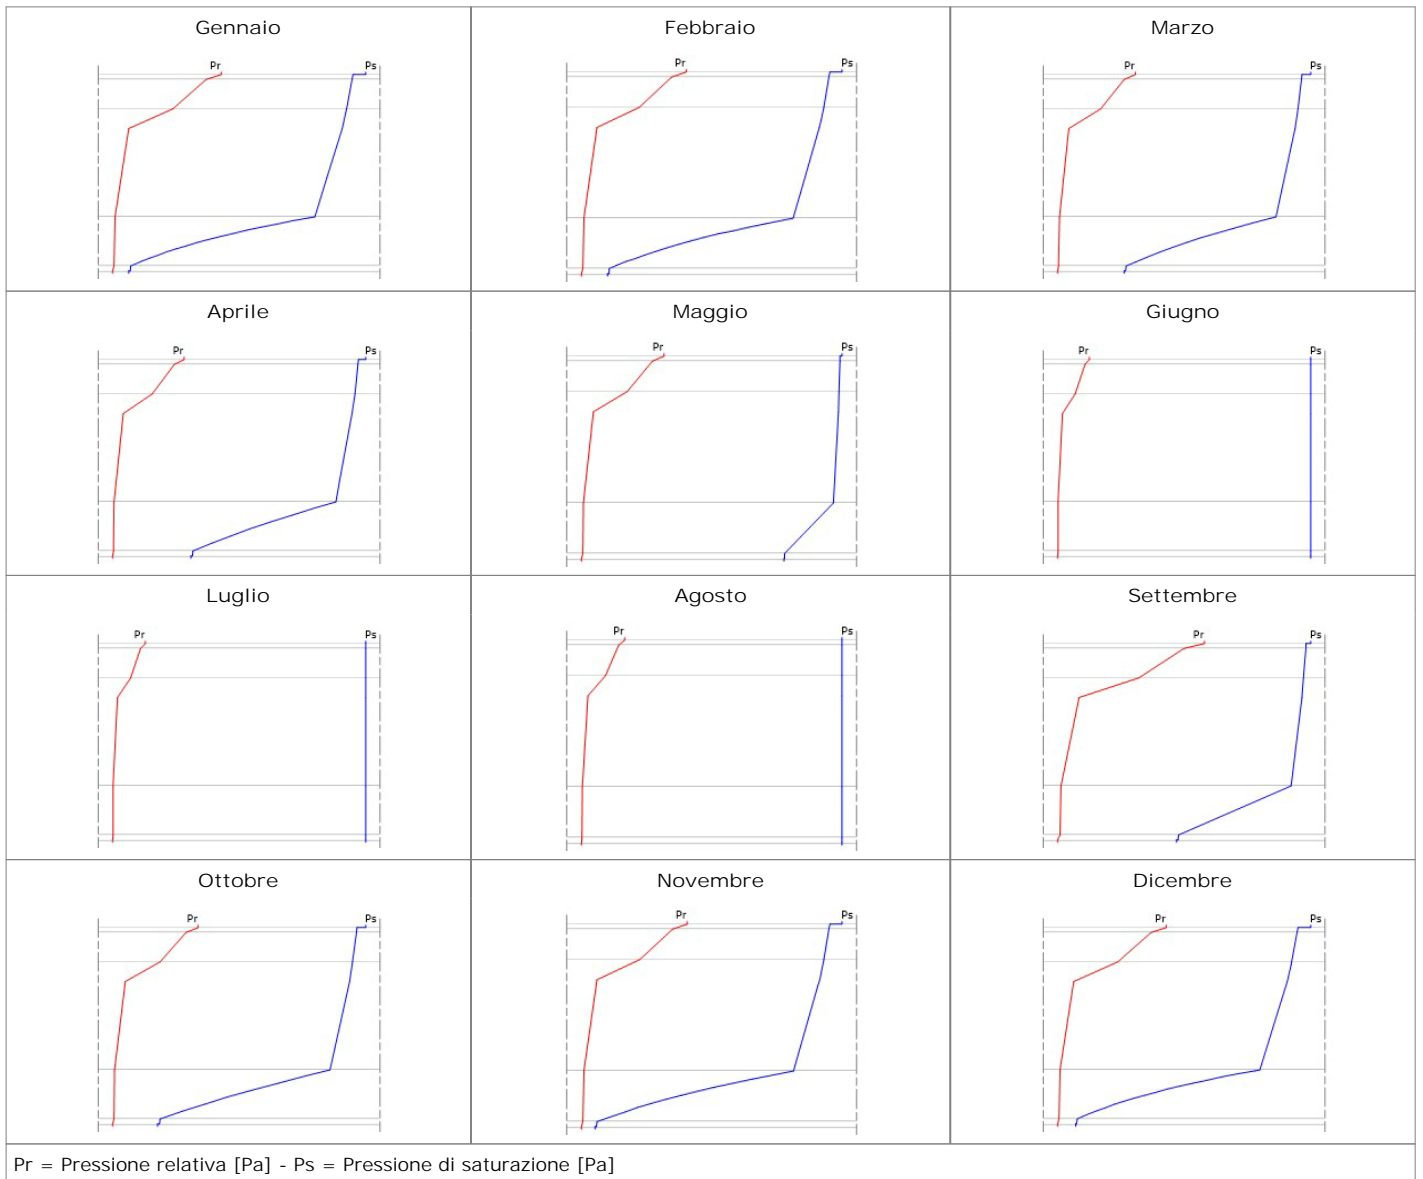 Gennaio
Febbraio
Marzo
Pr
Ps
Pr
Ps
Pr
Ps
Aprile
Maggio
Giugno
Pr
Ps
Pr
Ps
Pr
Ps
Luglio
Agosto
Settembre
Pr
Ps
Pr
Ps
Pr
Ps
Ottobre
Novembre
Dicembre
Pr
Ps
Pr
Ps
Pr
Ps
Pr = Pressione relativa [Pa] - Ps = Pressione di saturazione [Pa]